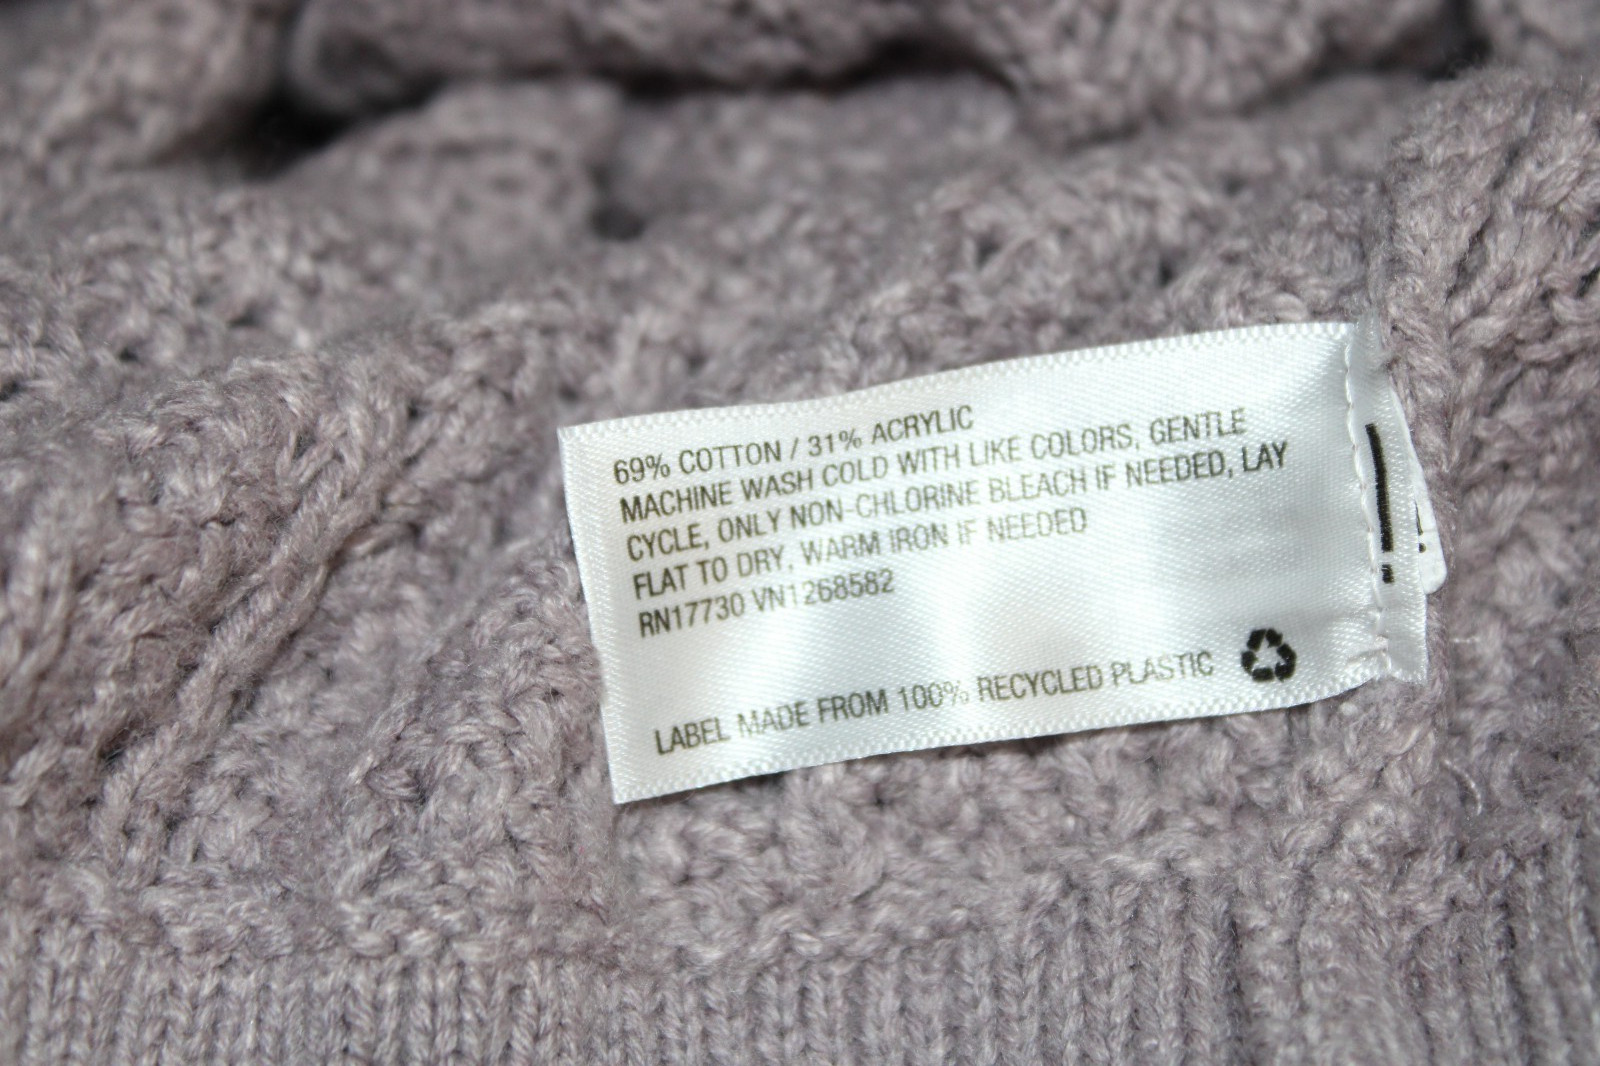 69% COTTON / 31% ACRYLIC
MACHINE WASH COLD WITH LIKE COLORS, GENTLE
CYCLE, ONLY NON-CHLORINE BLEACH IF NEEDED, LAY
FLAT TO DRY, WARM IRON IF NEEDED
RN17730 VN1268582
LABEL MADE FROM 100% RECYCLED PLASTIC